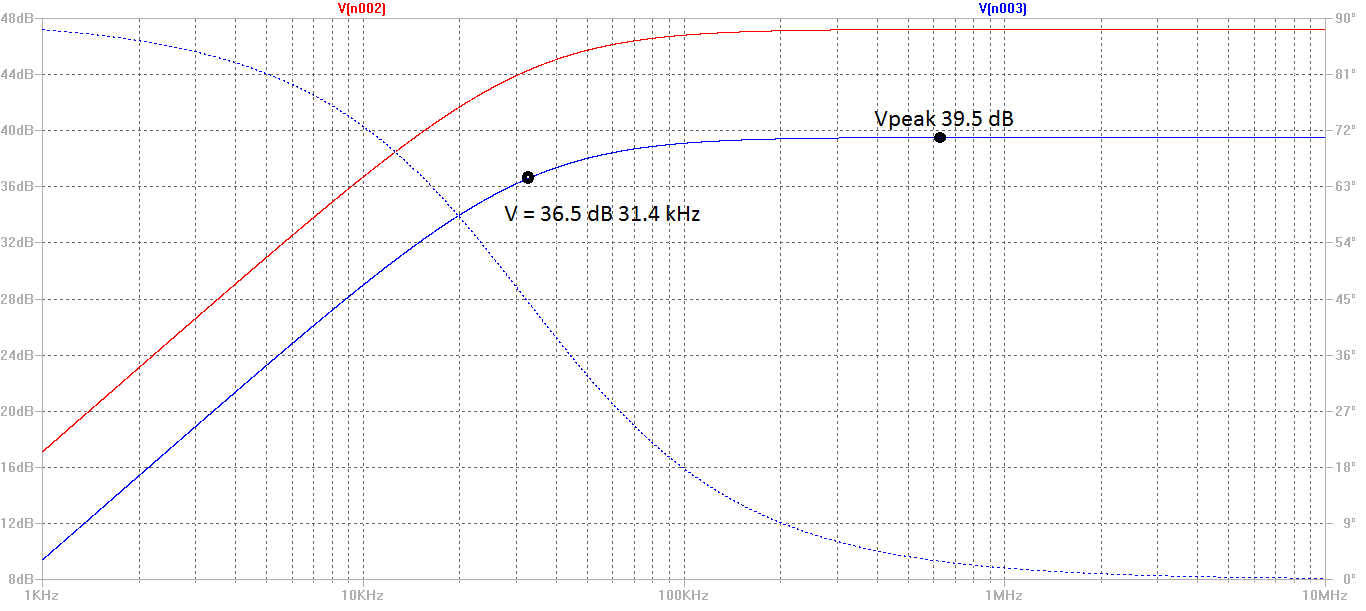 V(n002) V(n003)
48dB 90°
44dB 81°
Vpeak 39.5 dB
40dB 72°
36dB 63°
V = 36.5 dB 31.4 kHz
32dB 54°
28dB 45°
24dB 36°
20dB 27°
16dB 18°
12dB 9°
8dB 0°
1KHz 10KHz 100KHz 1MHz 10MHz